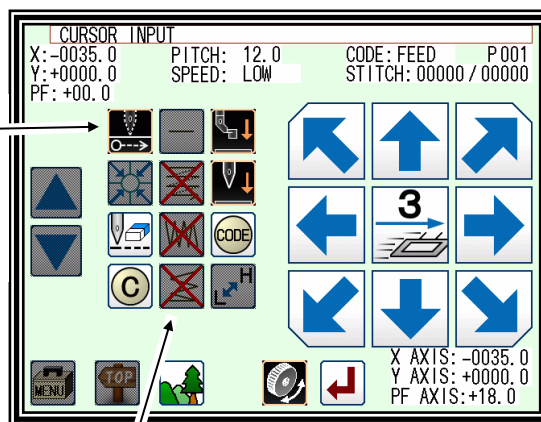 CURSOR INPUT
X:-0035.0 PITCH: 12.0 CODE:FEED P001
Y:+0000.0 SPEED: LOW STITCH:00000/00000
PF:+00.0
3
CODE
C
L H
MENU
TOP
X AXIS:-0035.0
Y AXIS:+0000.0
PF AXIS:+18.0